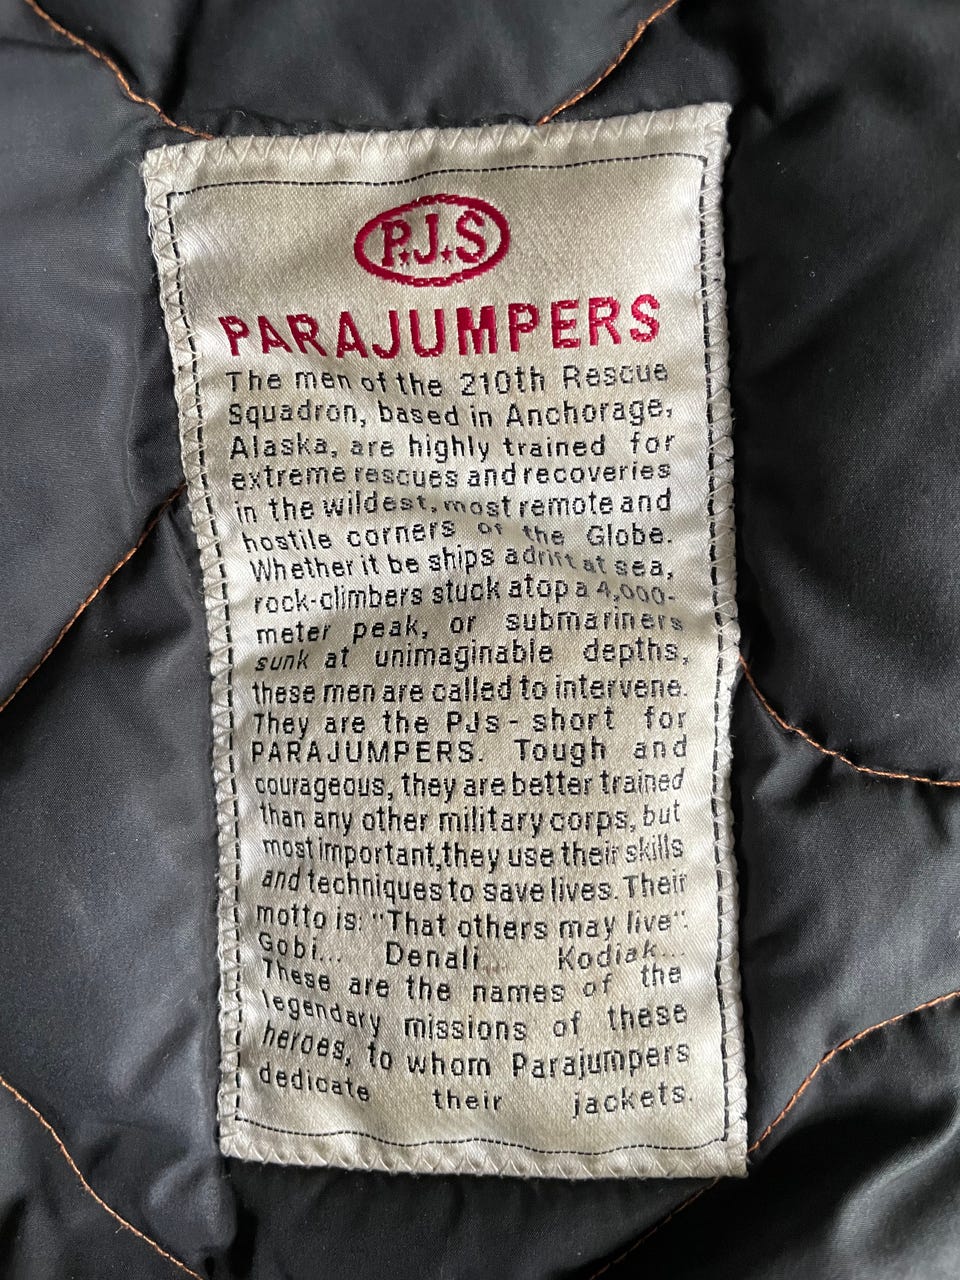 P.J.S
PARAJUMPERS
The men of the 210th Rescue
Squadron, based in Anchorage,
Alaska, are highly trained for
extreme rescues and recoveries
in the wildest, most remote and
hostile corners of the Globe.
Whether it be ships adrift at sea,
rock-climbers stuck atop a 4,000-
meter peak, or submariners
sunk at unimaginable depths,
these men are called to intervene.
They are the PJs - short for
PARAJUMPERS. Tough and
courageous, they are better trained
than any other military corps, but
most important,they use their skills
and techniques to save lives. Their
motto is: "That others may live".
Gobi... Denali... Kodiak...
These are the names of the
legendary missions of these
heroes, to whom Parajumpers
dedicate their jackets.